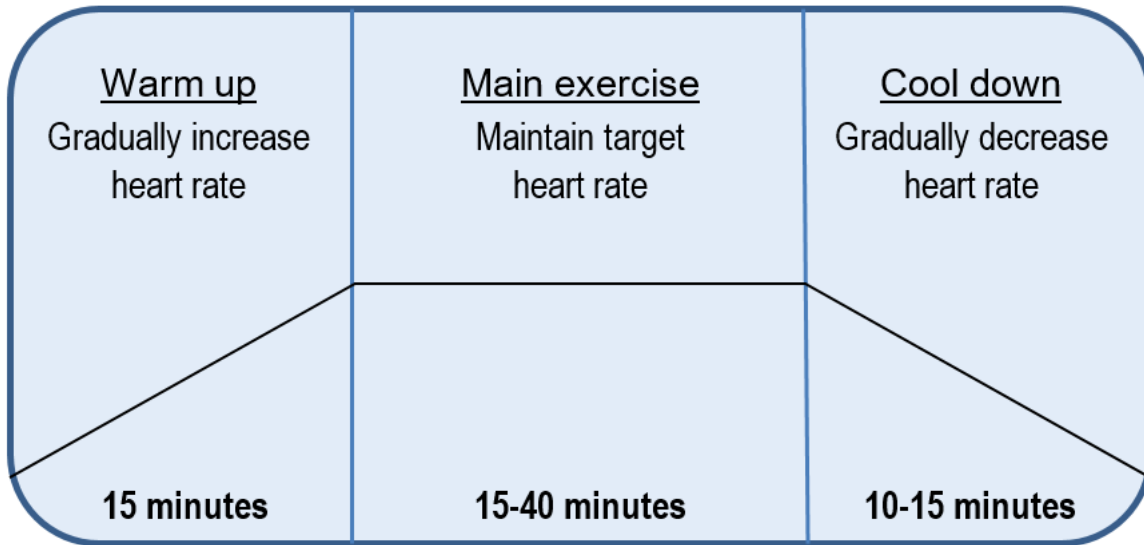 Warm up
Gradually increase
heart rate
15 minutes
Main exercise
Maintain target
heart rate
15-40 minutes
Cool down
Gradually decrease
heart rate
10-15 minutes